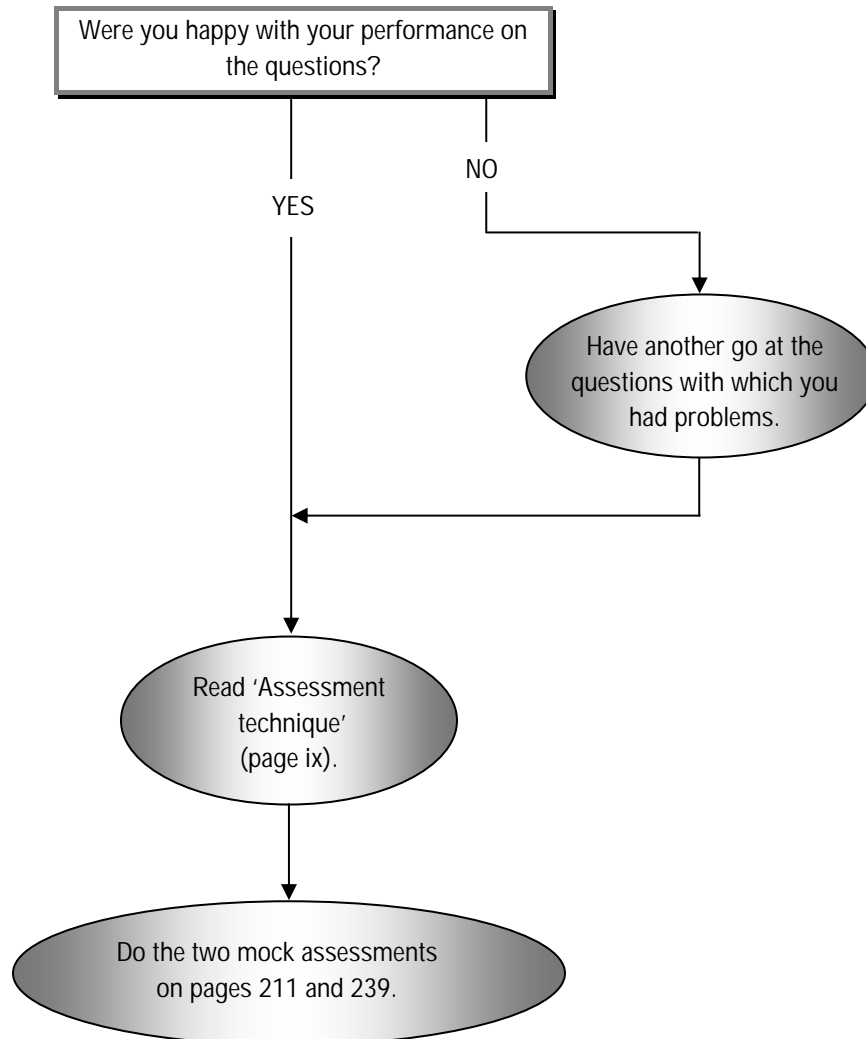 Were you happy with your performance on
the questions?
NO
YES
Have another go at the
questions with which you
had problems.
Read ‘Assessment
technique’
(page ix).
Do the two mock assessments
on pages 211 and 239.